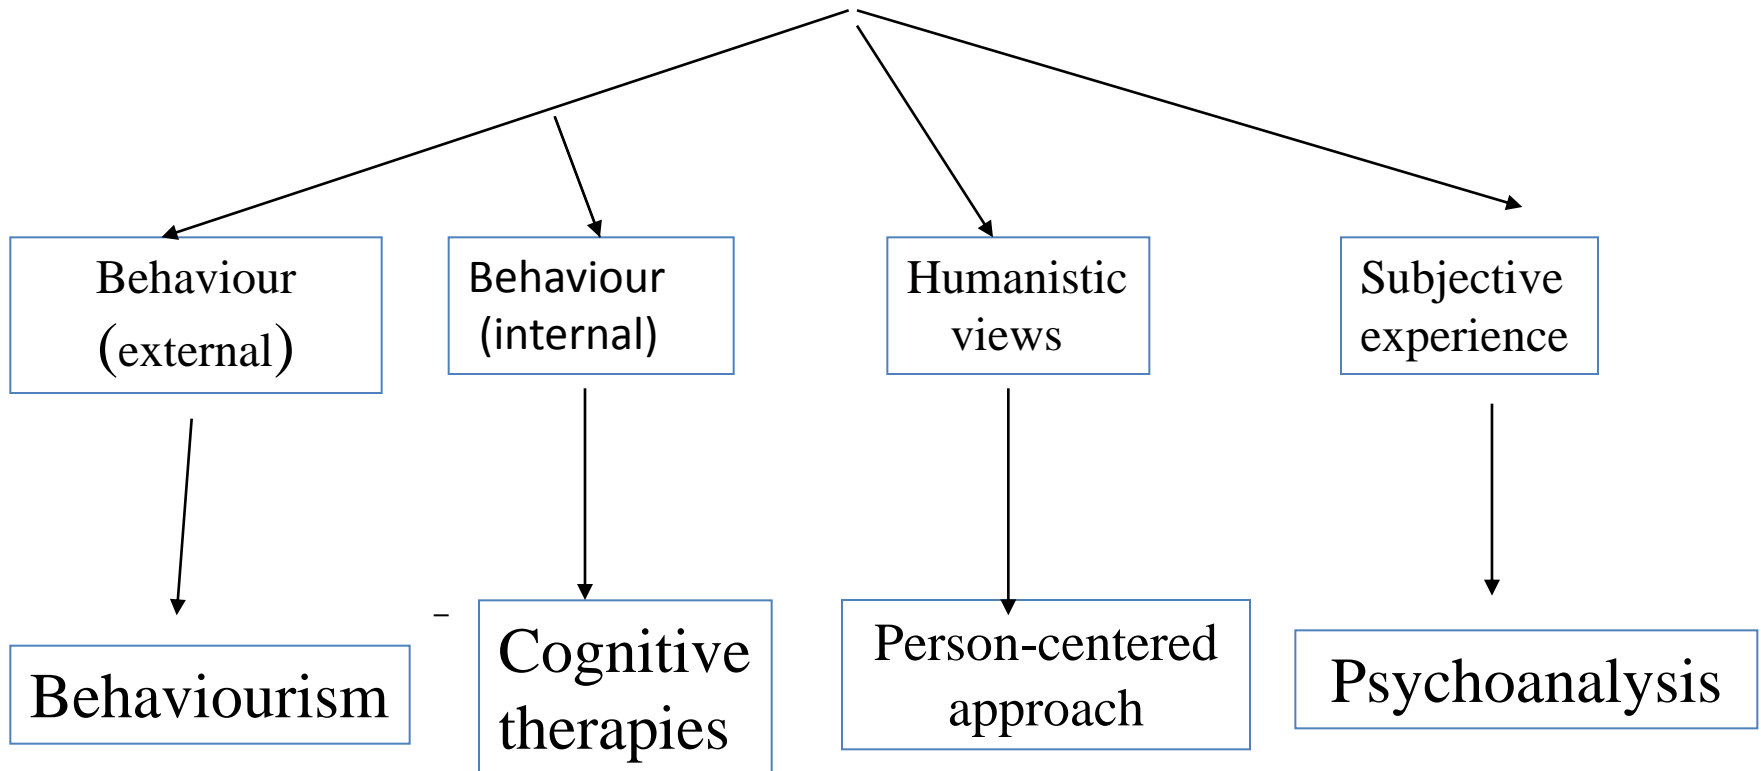 Behaviour
(external)
Behaviour
(internal)
Humanistic
views
Subjective
experience
Behaviourism
–
Cognitive
therapies
Person-centered
approach
Psychoanalysis